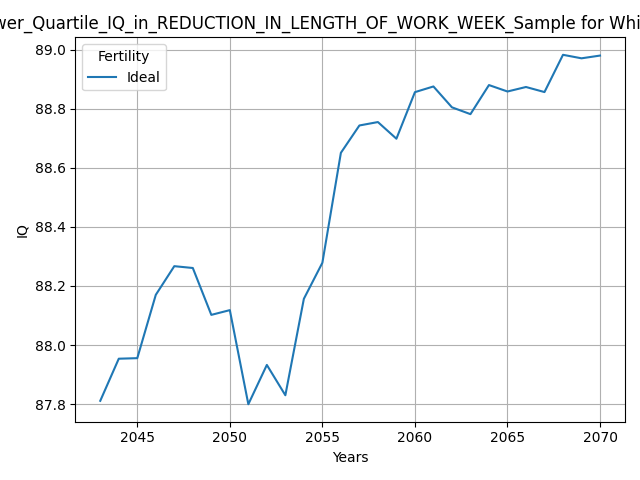 wer_Quartile_IQ_in_REDUCTION_IN_LENGTH_OF_WORK_WEEK_Sample for Whi
Fertility
Ideal
IQ
89.0
88.8
88.6
88.4
88.2
88.0
87.8
2045 2050 2055 2060 2065 2070
Years